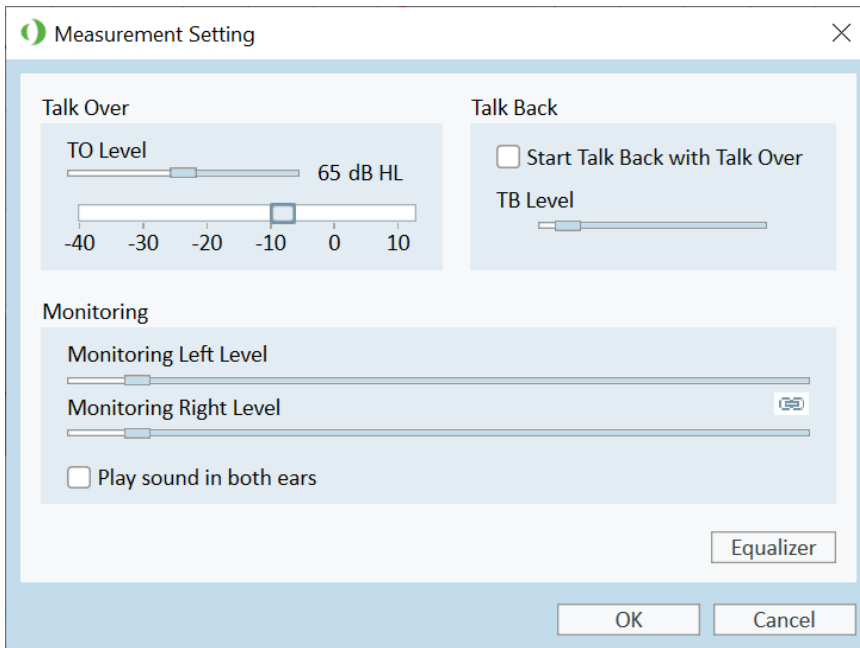 Measurement Setting
Talk Over
TO Level
65 dB HL
-40 -30 -20 -10 0 10
Talk Back
Start Talk Back with Talk Over
TB Level
Monitoring
Monitoring Left Level
Monitoring Right Level
Play sound in both ears
Equalizer
OK
Cancel